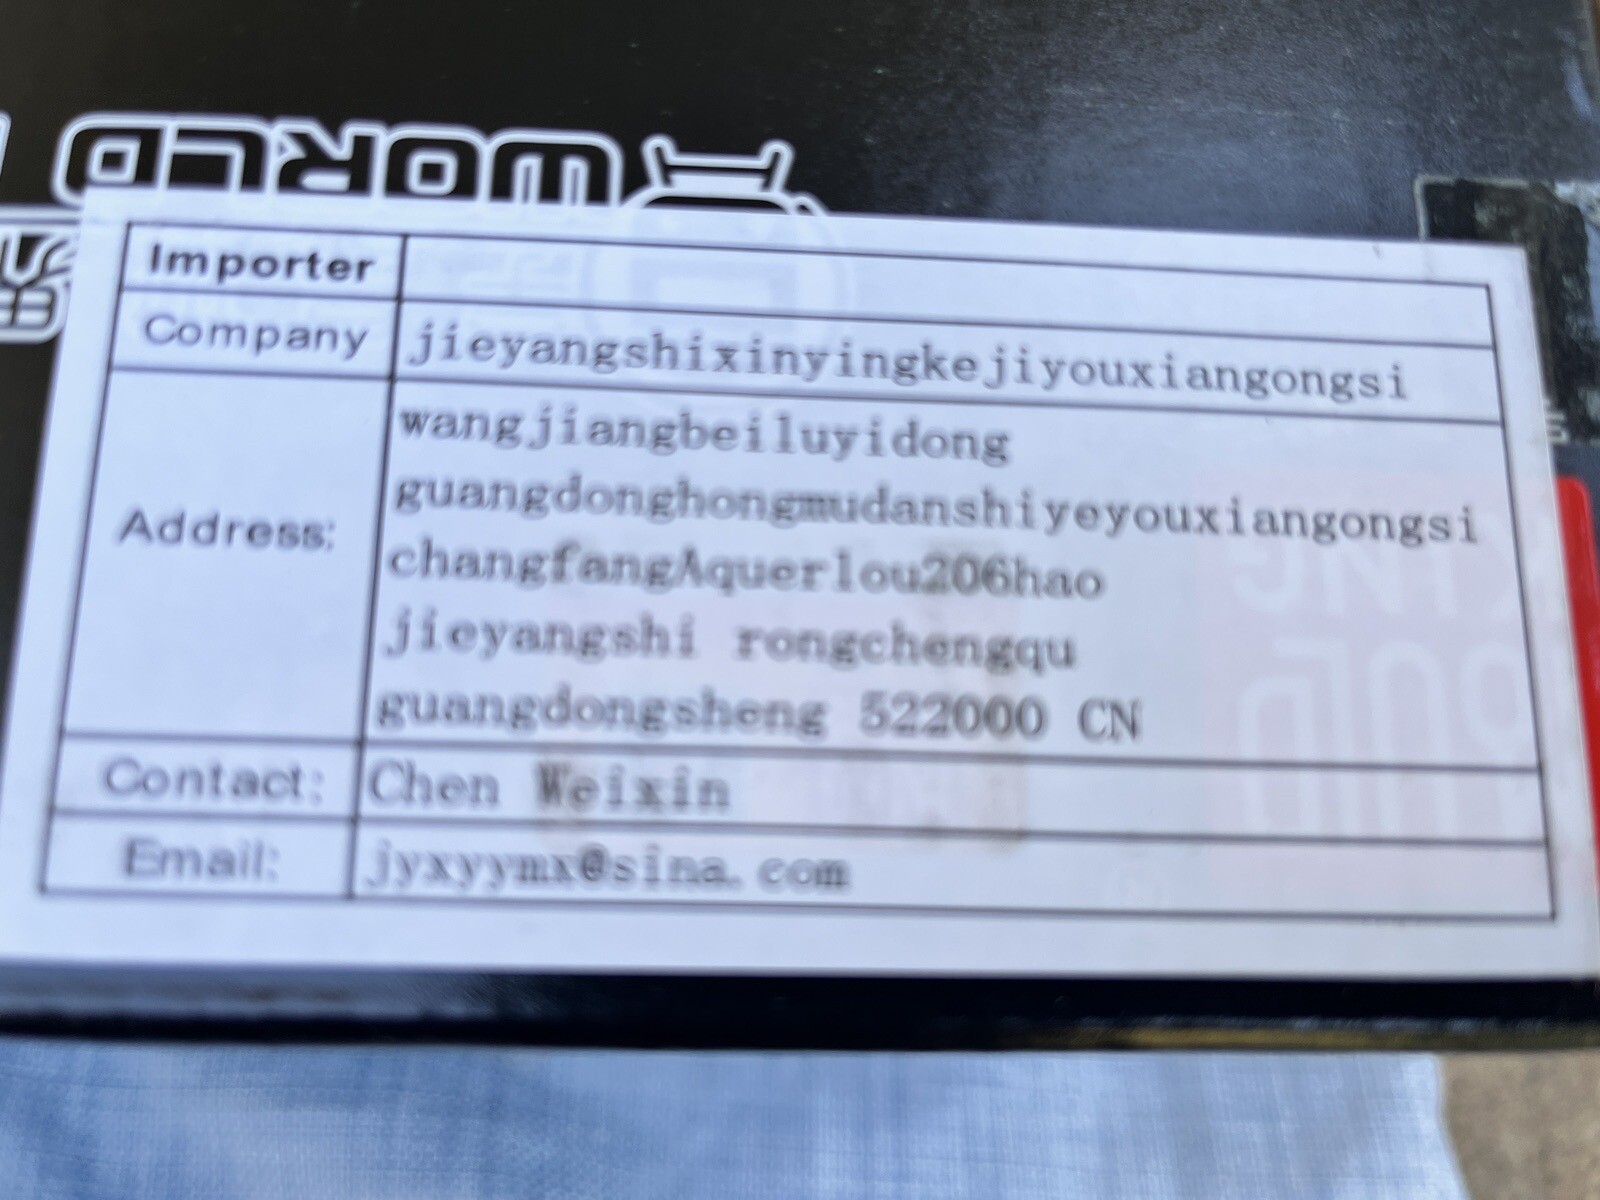 WORLD
Importer
Company jieyangshixinyingkejiyouxiangongsi
Address: wangjiangbeiluyidong
guangdonghongmudanshiyeyouxiangongsi
changfangAquerlou206hao
jieyangshi rongchengqu
guangdongsheng 522000 CN
Contact: Chen Weixin
Email: jyxyymx@sina.com